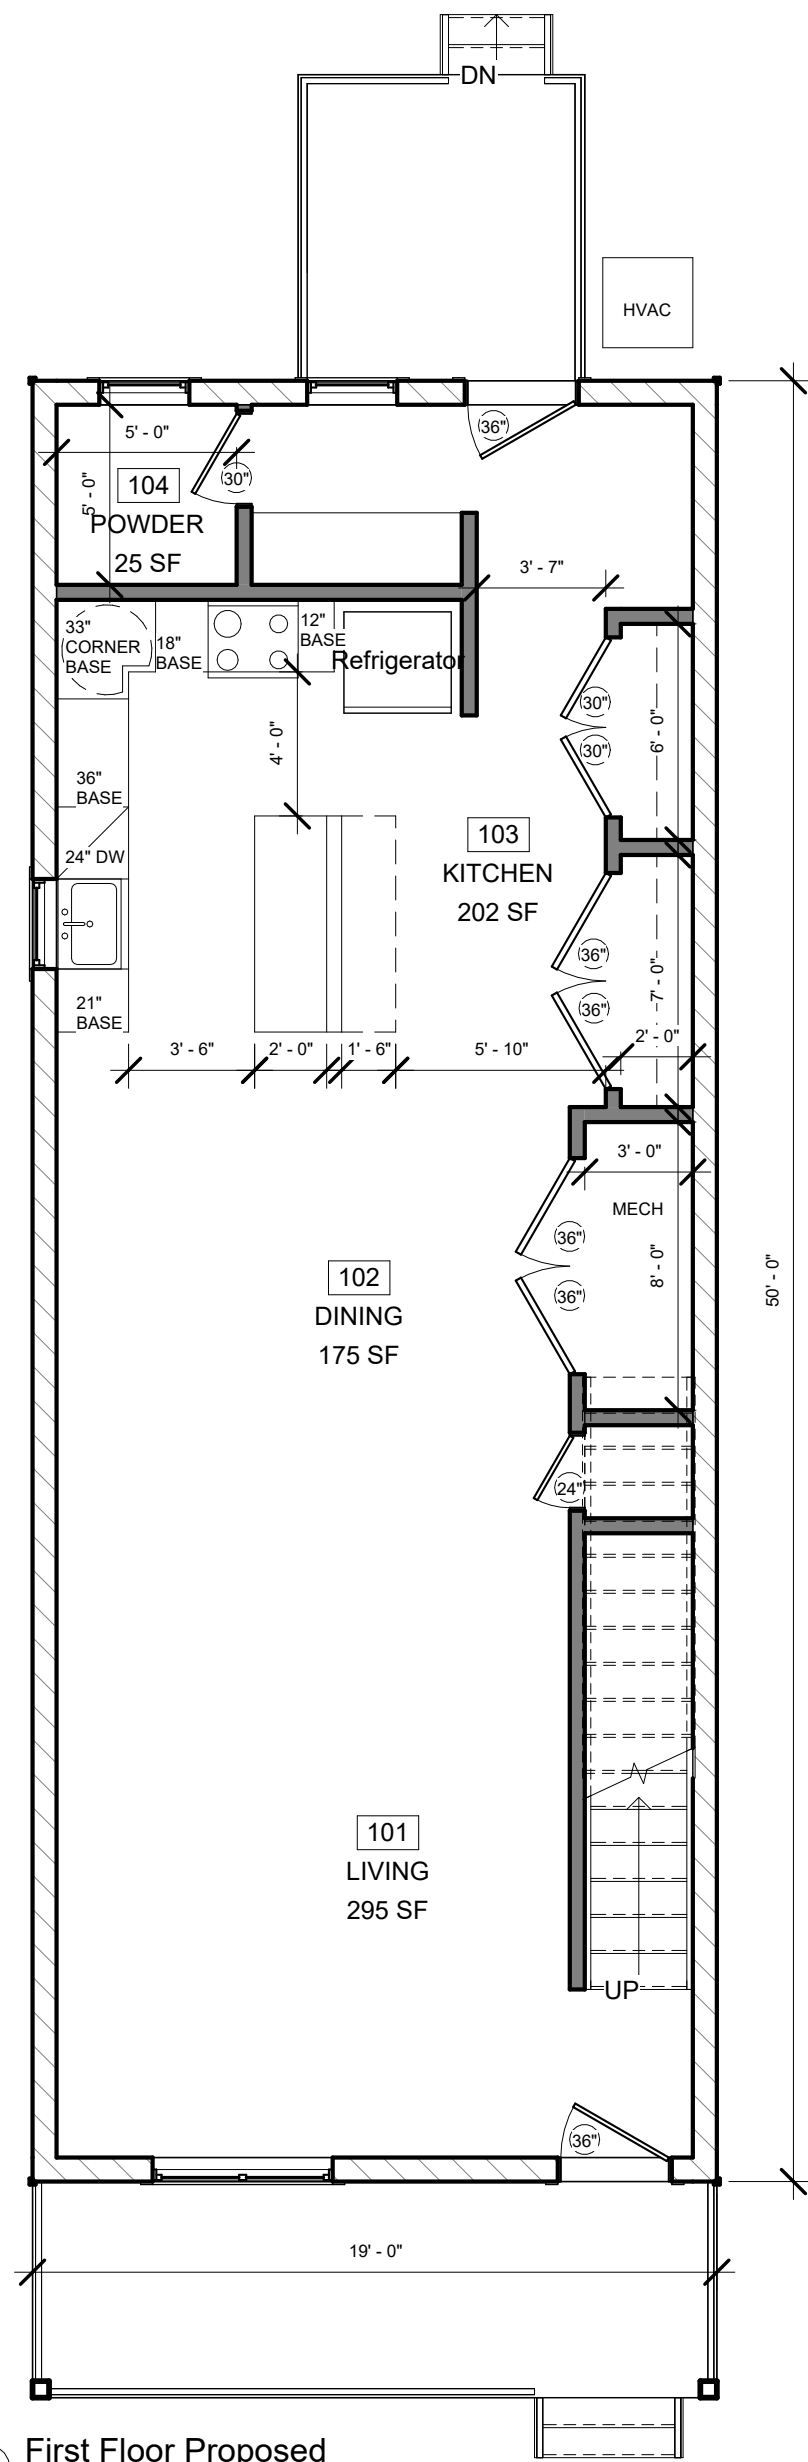 DN
HVAC
36"
5' - 0"
30"
5' - 0"
104
POWDER
25 SF
3' - 7"
33"
CORNER
BASE
18"
BASE
12"
BASE
Refrigerator
30"
30"
6' - 0"
4' - 0"
36"
BASE
24" DW
103
KITCHEN
202 SF
36"
36"
7' - 0"
21"
BASE
3' - 6"
2' - 0"
1' - 6"
5' - 10"
2' - 0"
3' - 0"
MECH
36"
36"
8' - 0"
50' - 0"
102
DINING
175 SF
24"
101
LIVING
295 SF
UP
36"
19' - 0"
First Floor Proposed